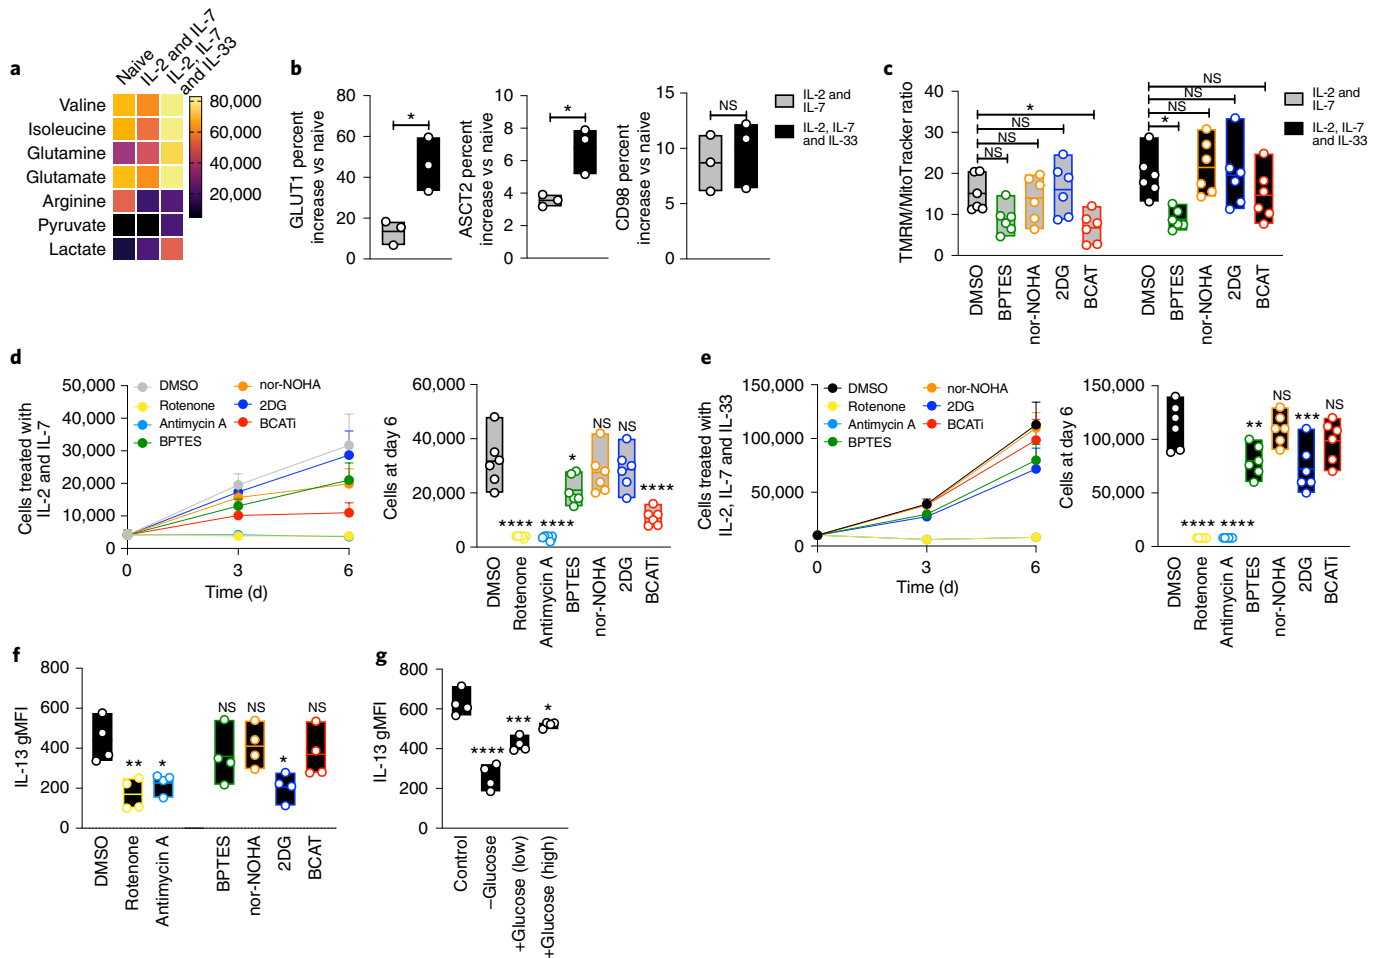 a
Naive
IL-2 and IL-7
IL-2, IL-7
and IL-33
Valine
Isoleucine
Glutamine
Glutamate
Arginine
Pyruvate
Lactate
80,000
60,000
40,000
20,000
b
GLUT1 percent
increase vs naive
80
60
40
20
0
*
ASCT2 percent
increase vs naive
10
8
6
4
2
0
*
CD98 percent
increase vs naive
15
10
5
0
NS
IL-2 and
IL-7
IL-2, IL-7
and IL-33
c
TMRM/MitoTracker ratio
40
30
20
10
0
*
NS
NS
NS
NS
NS
NS
*
DMSO
BPTES
nor-NOHA
2DG
BCAT
DMSO
BPTES
nor-NOHA
2DG
BCAT
IL-2 and
IL-7
IL-2, IL-7
and IL-33
d
Cells treated with
IL-2 and IL-7
50,000
40,000
30,000
20,000
10,000
0
DMSO
Rotenone
Antimycin A
BPTES
nor-NOHA
2DG
BCATi
0
3
6
Time (d)
Cells at day 6
60,000
40,000
20,000
0
****
****
*
NS
NS
****
DMSO
Rotenone
Antimycin A
BPTES
nor-NOHA
2DG
BCATi
e
Cells treated with
IL-2, IL-7 and IL-33
150,000
100,000
50,000
0
DMSO
Rotenone
Antimycin A
BPTES
nor-NOHA
2DG
BCATi
0
3
6
Time (d)
Cells at day 6
150,000
100,000
50,000
0
****
****
**
NS
***
NS
DMSO
Rotenone
Antimycin A
BPTES
nor-NOHA
2DG
BCATi
f
IL-13 gMFI
800
600
400
200
0
**
*
NS
NS
*
NS
DMSO
Rotenone
Antimycin A
BPTES
nor-NOHA
2DG
BCAT
g
IL-13 gMFI
800
600
400
200
0
****
***
*
Control
–Glucose
+Glucose (low)
+Glucose (high)